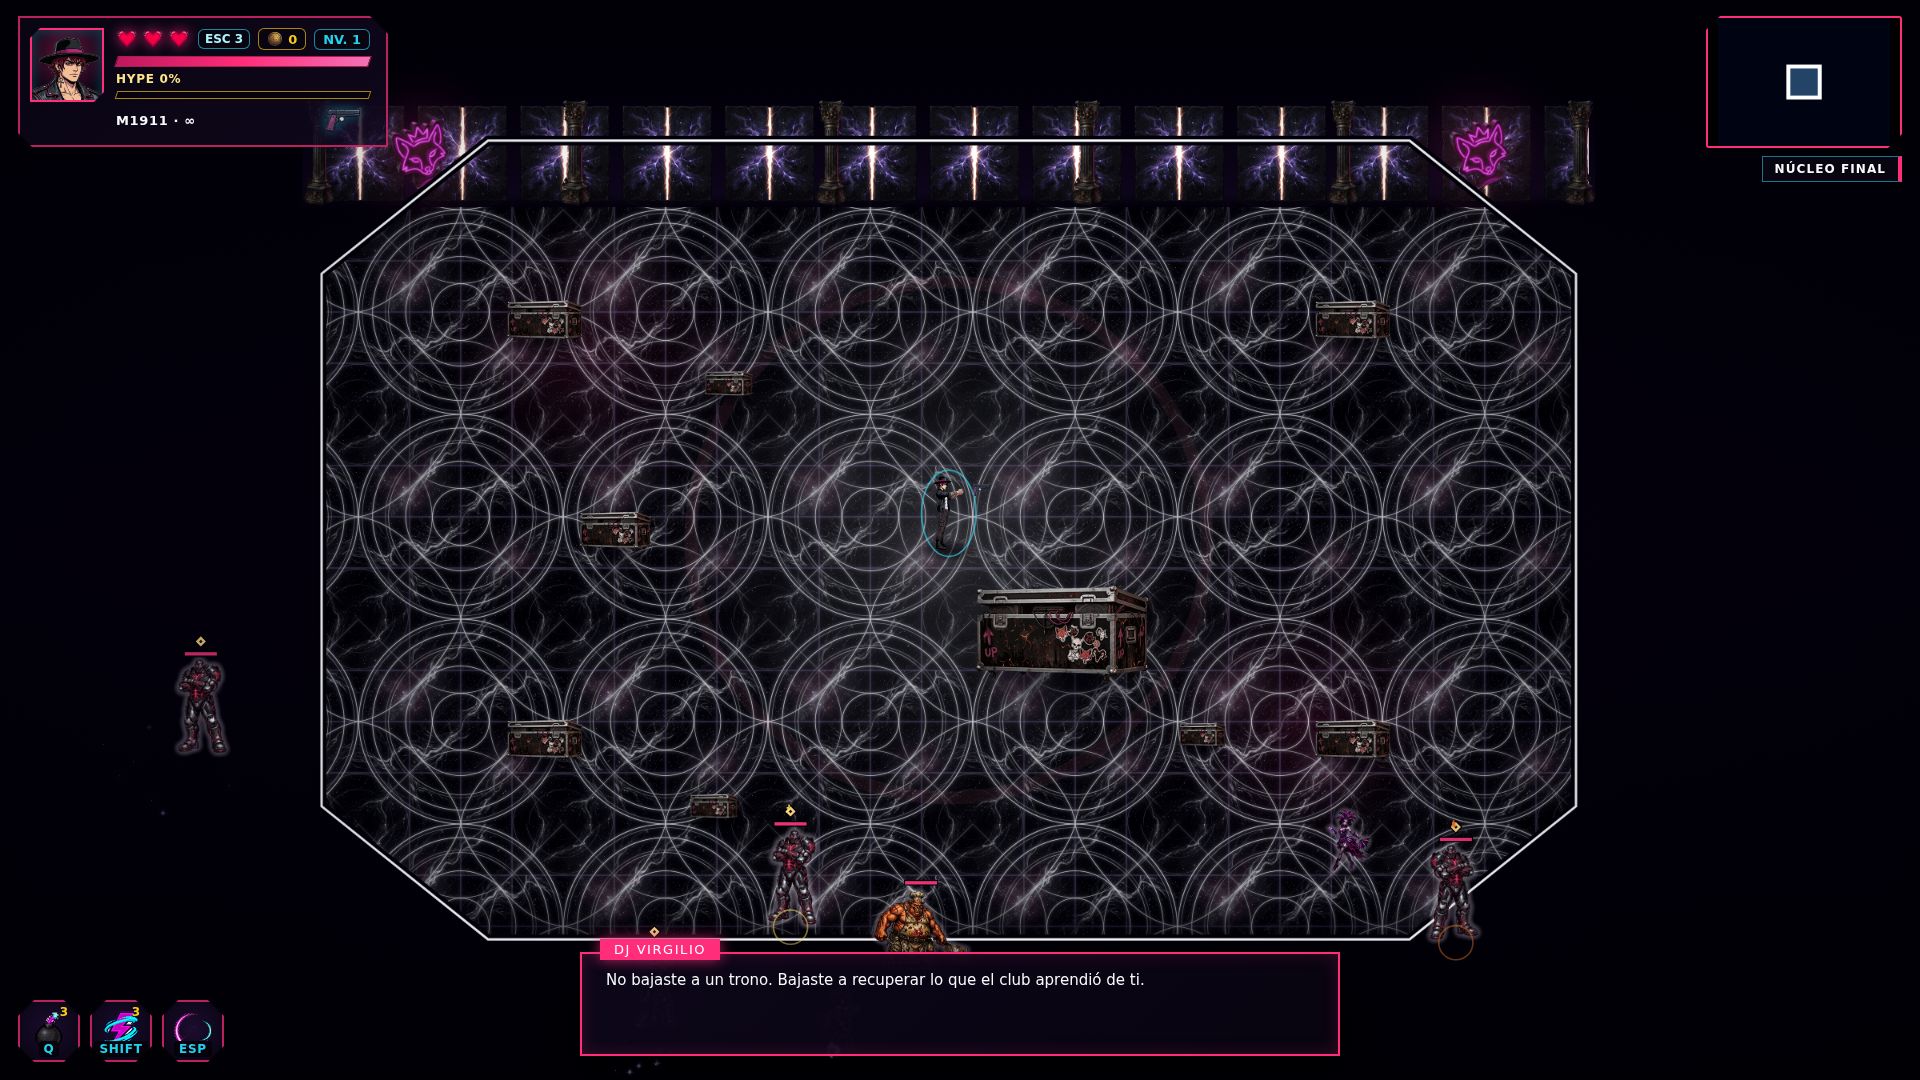 ESC 3
0
NV. 1
HYPE 0%
M1911 · ∞
NÚCLEO FINAL
UP
DJ VIRGILIO
No bajaste a un trono. Bajaste a recuperar lo que el club aprendió de ti.
3
Q
3
SHIFT
ESP